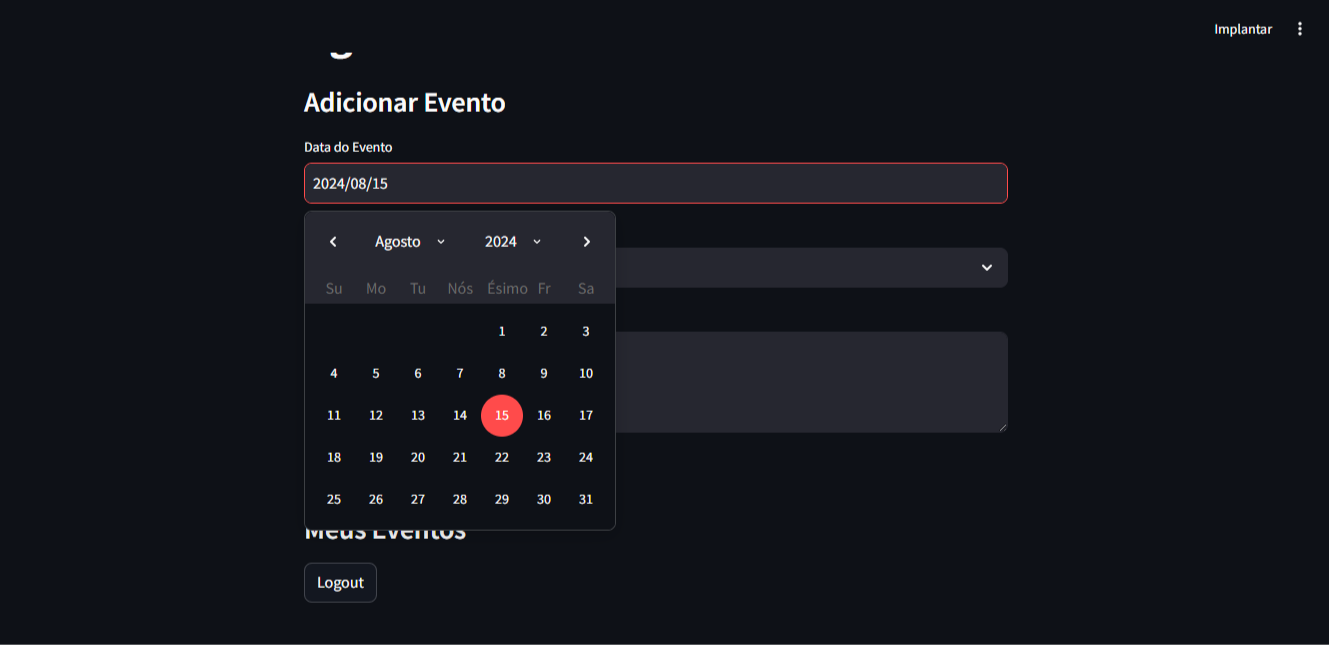 Implantar
Adicionar Evento
Data do Evento
2024/08/15
Agosto 2024
Su Mo Tu Nós Ésimo Fr Sa
1 2 3
4 5 6 7 8 9 10
11 12 13 14 15 16 17
18 19 20 21 22 23 24
25 26 27 28 29 30 31
Meus Eventos
Logout